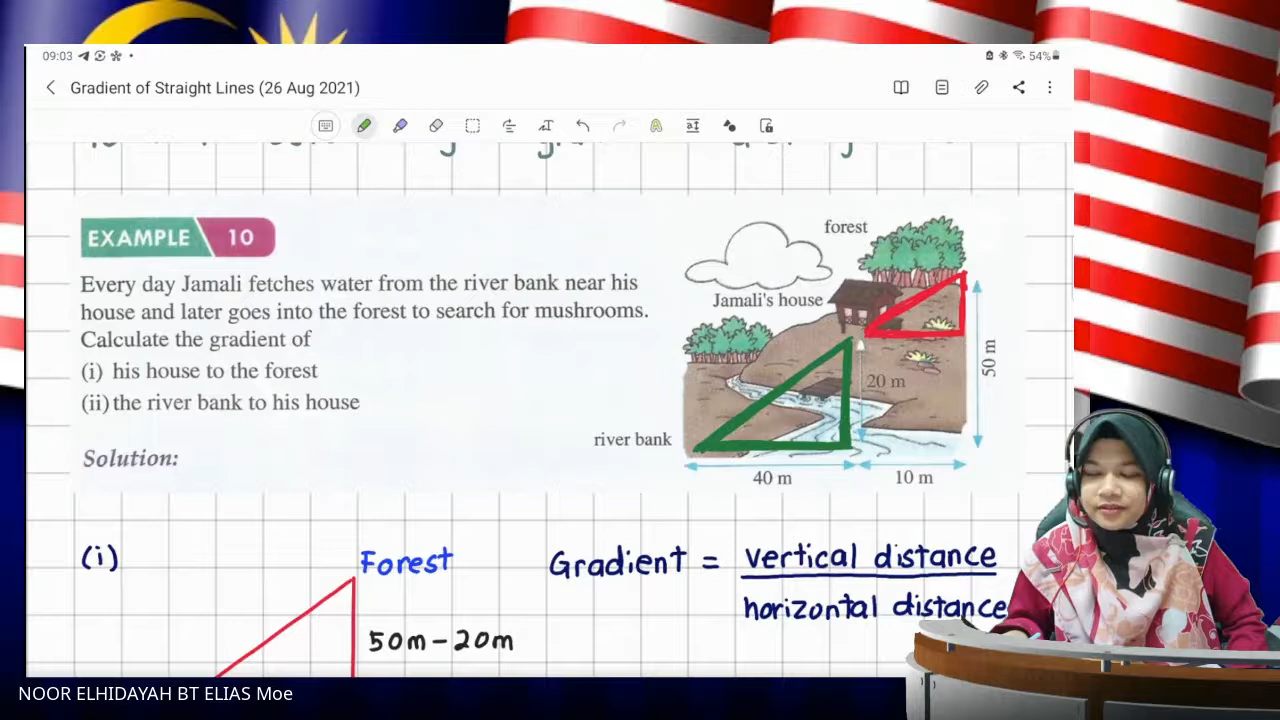 09:03
54%
Gradient of Straight Lines (26 Aug 2021)
EXAMPLE 10
Every day Jamali fetches water from the river bank near his
house and later goes into the forest to search for mushrooms.
Calculate the gradient of
(i) his house to the forest
(ii) the river bank to his house
Solution:
forest
Jamali's house
20 m
50 m
river bank
40 m
10 m
(i)
Forest
50m - 20m
Gradient = vertical distance
horizontal distance
NOOR ELHIDAYAH BT ELIAS Moe